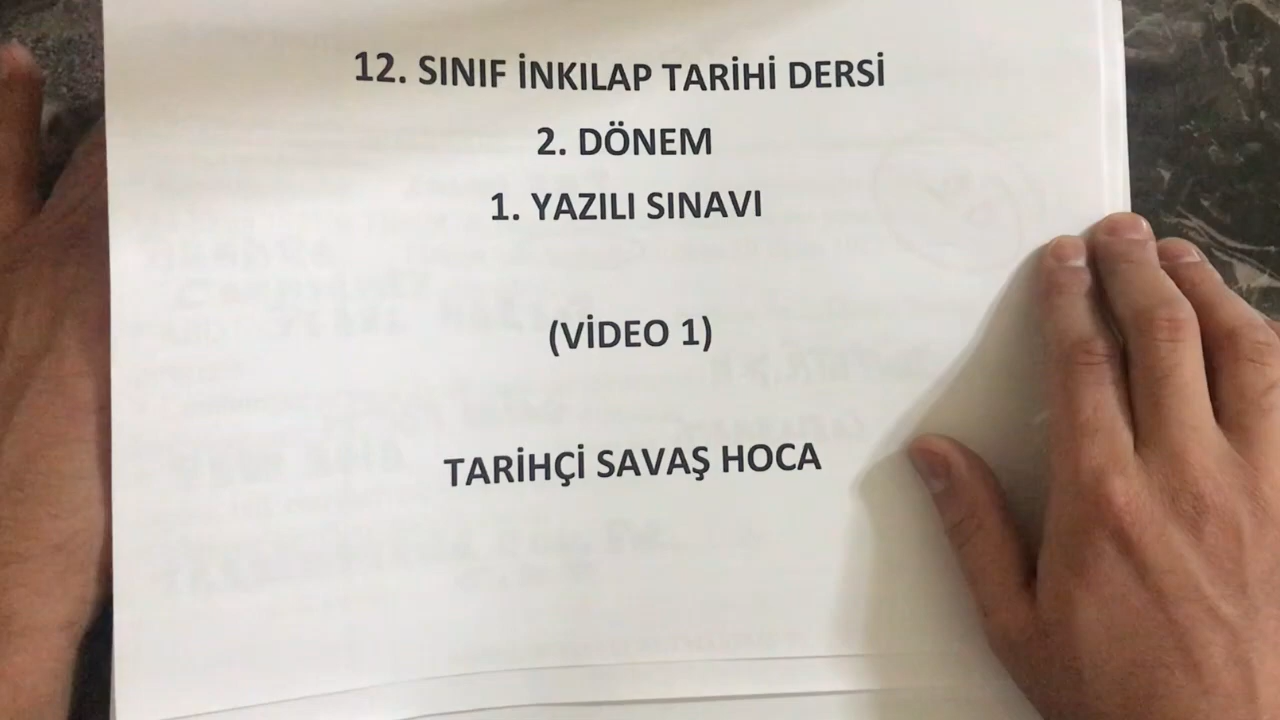 12. SINIF İNKILAP TARİHİ DERSİ
2. DÖNEM
1. YAZILI SINAVI
(VİDEO 1)
TARİHÇİ SAVAŞ HOCA